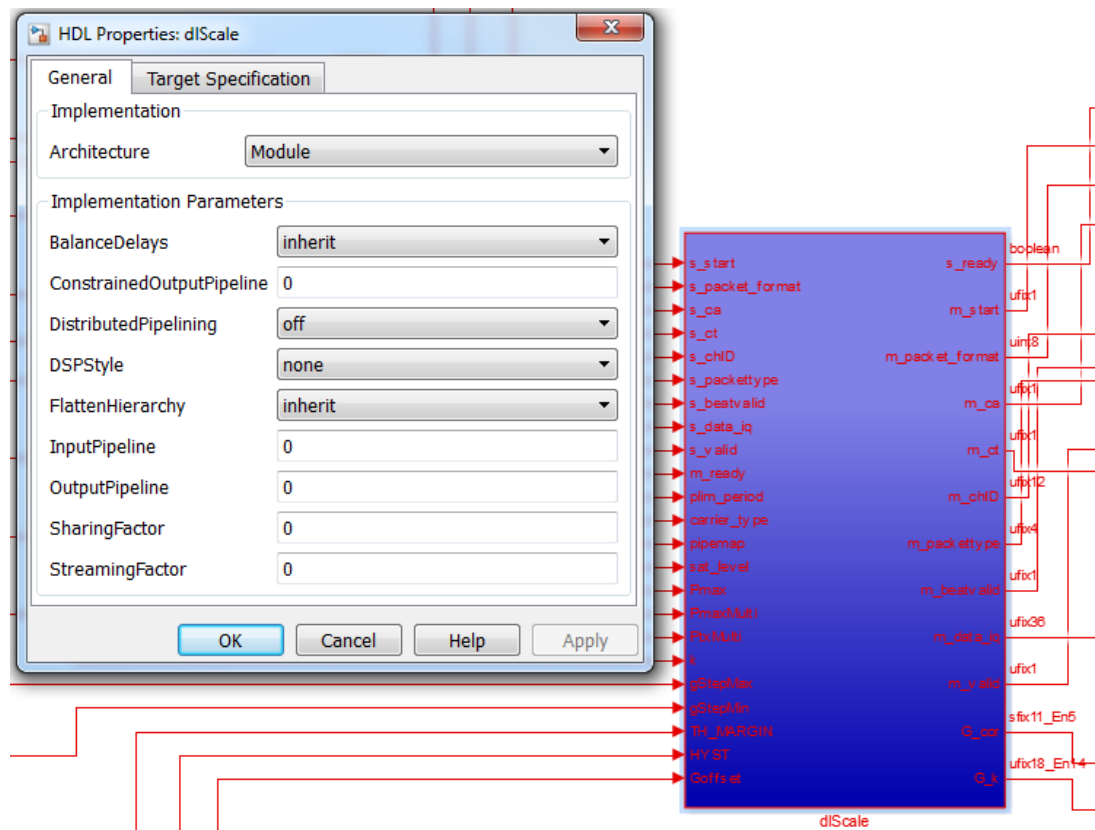 HDL Properties: dlScale
General
Target Specification
Implementation
Architecture
Module
Implementation Parameters
BalanceDelays
inherit
ConstrainedOutputPipeline
0
DistributedPipelining
off
DSPStyle
none
FlattenHierarchy
inherit
InputPipeline
0
OutputPipeline
0
SharingFactor
0
StreamingFactor
0
OK
Cancel
Help
Apply
s_start
s_packet_format
s_ca
s_ct
s_chID
s_packettype
s_beatvalid
s_data_iq
s_valid
m_ready
plim_period
carrier_type
pipemap
sat_level
Pmax
PmaxMulti
PtxMulti
gStepMax
gStepMin
TH_MARGIN
HYST
Goffset
s_ready
m_start
m_packet_format
m_ca
m_ct
m_chID
m_packettype
m_beatvalid
m_data_iq
m_valid
G_cor
G_k
boolean
ufix1
uint8
ufix1
ufix1
ufix12
ufix4
ufix1
ufix36
ufix1
sfix11_En5
ufix18_En14
dlScale